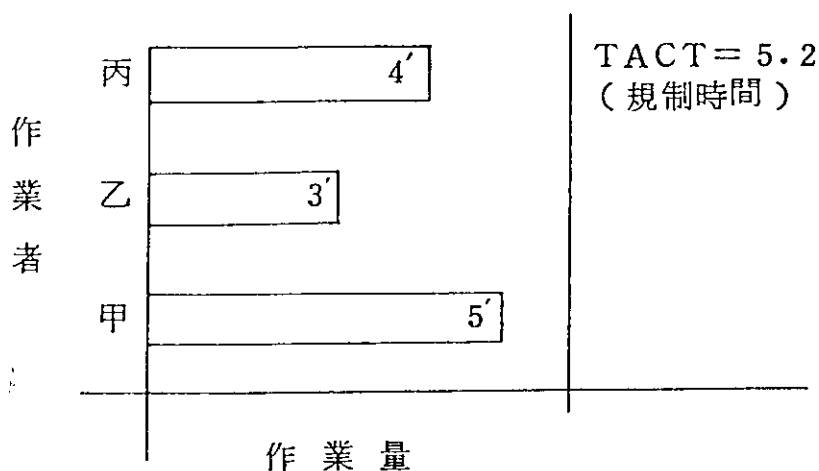 TACT=5.2
(規制時間)
丙 4′
乙 3′
甲 5′
作業者
作業量